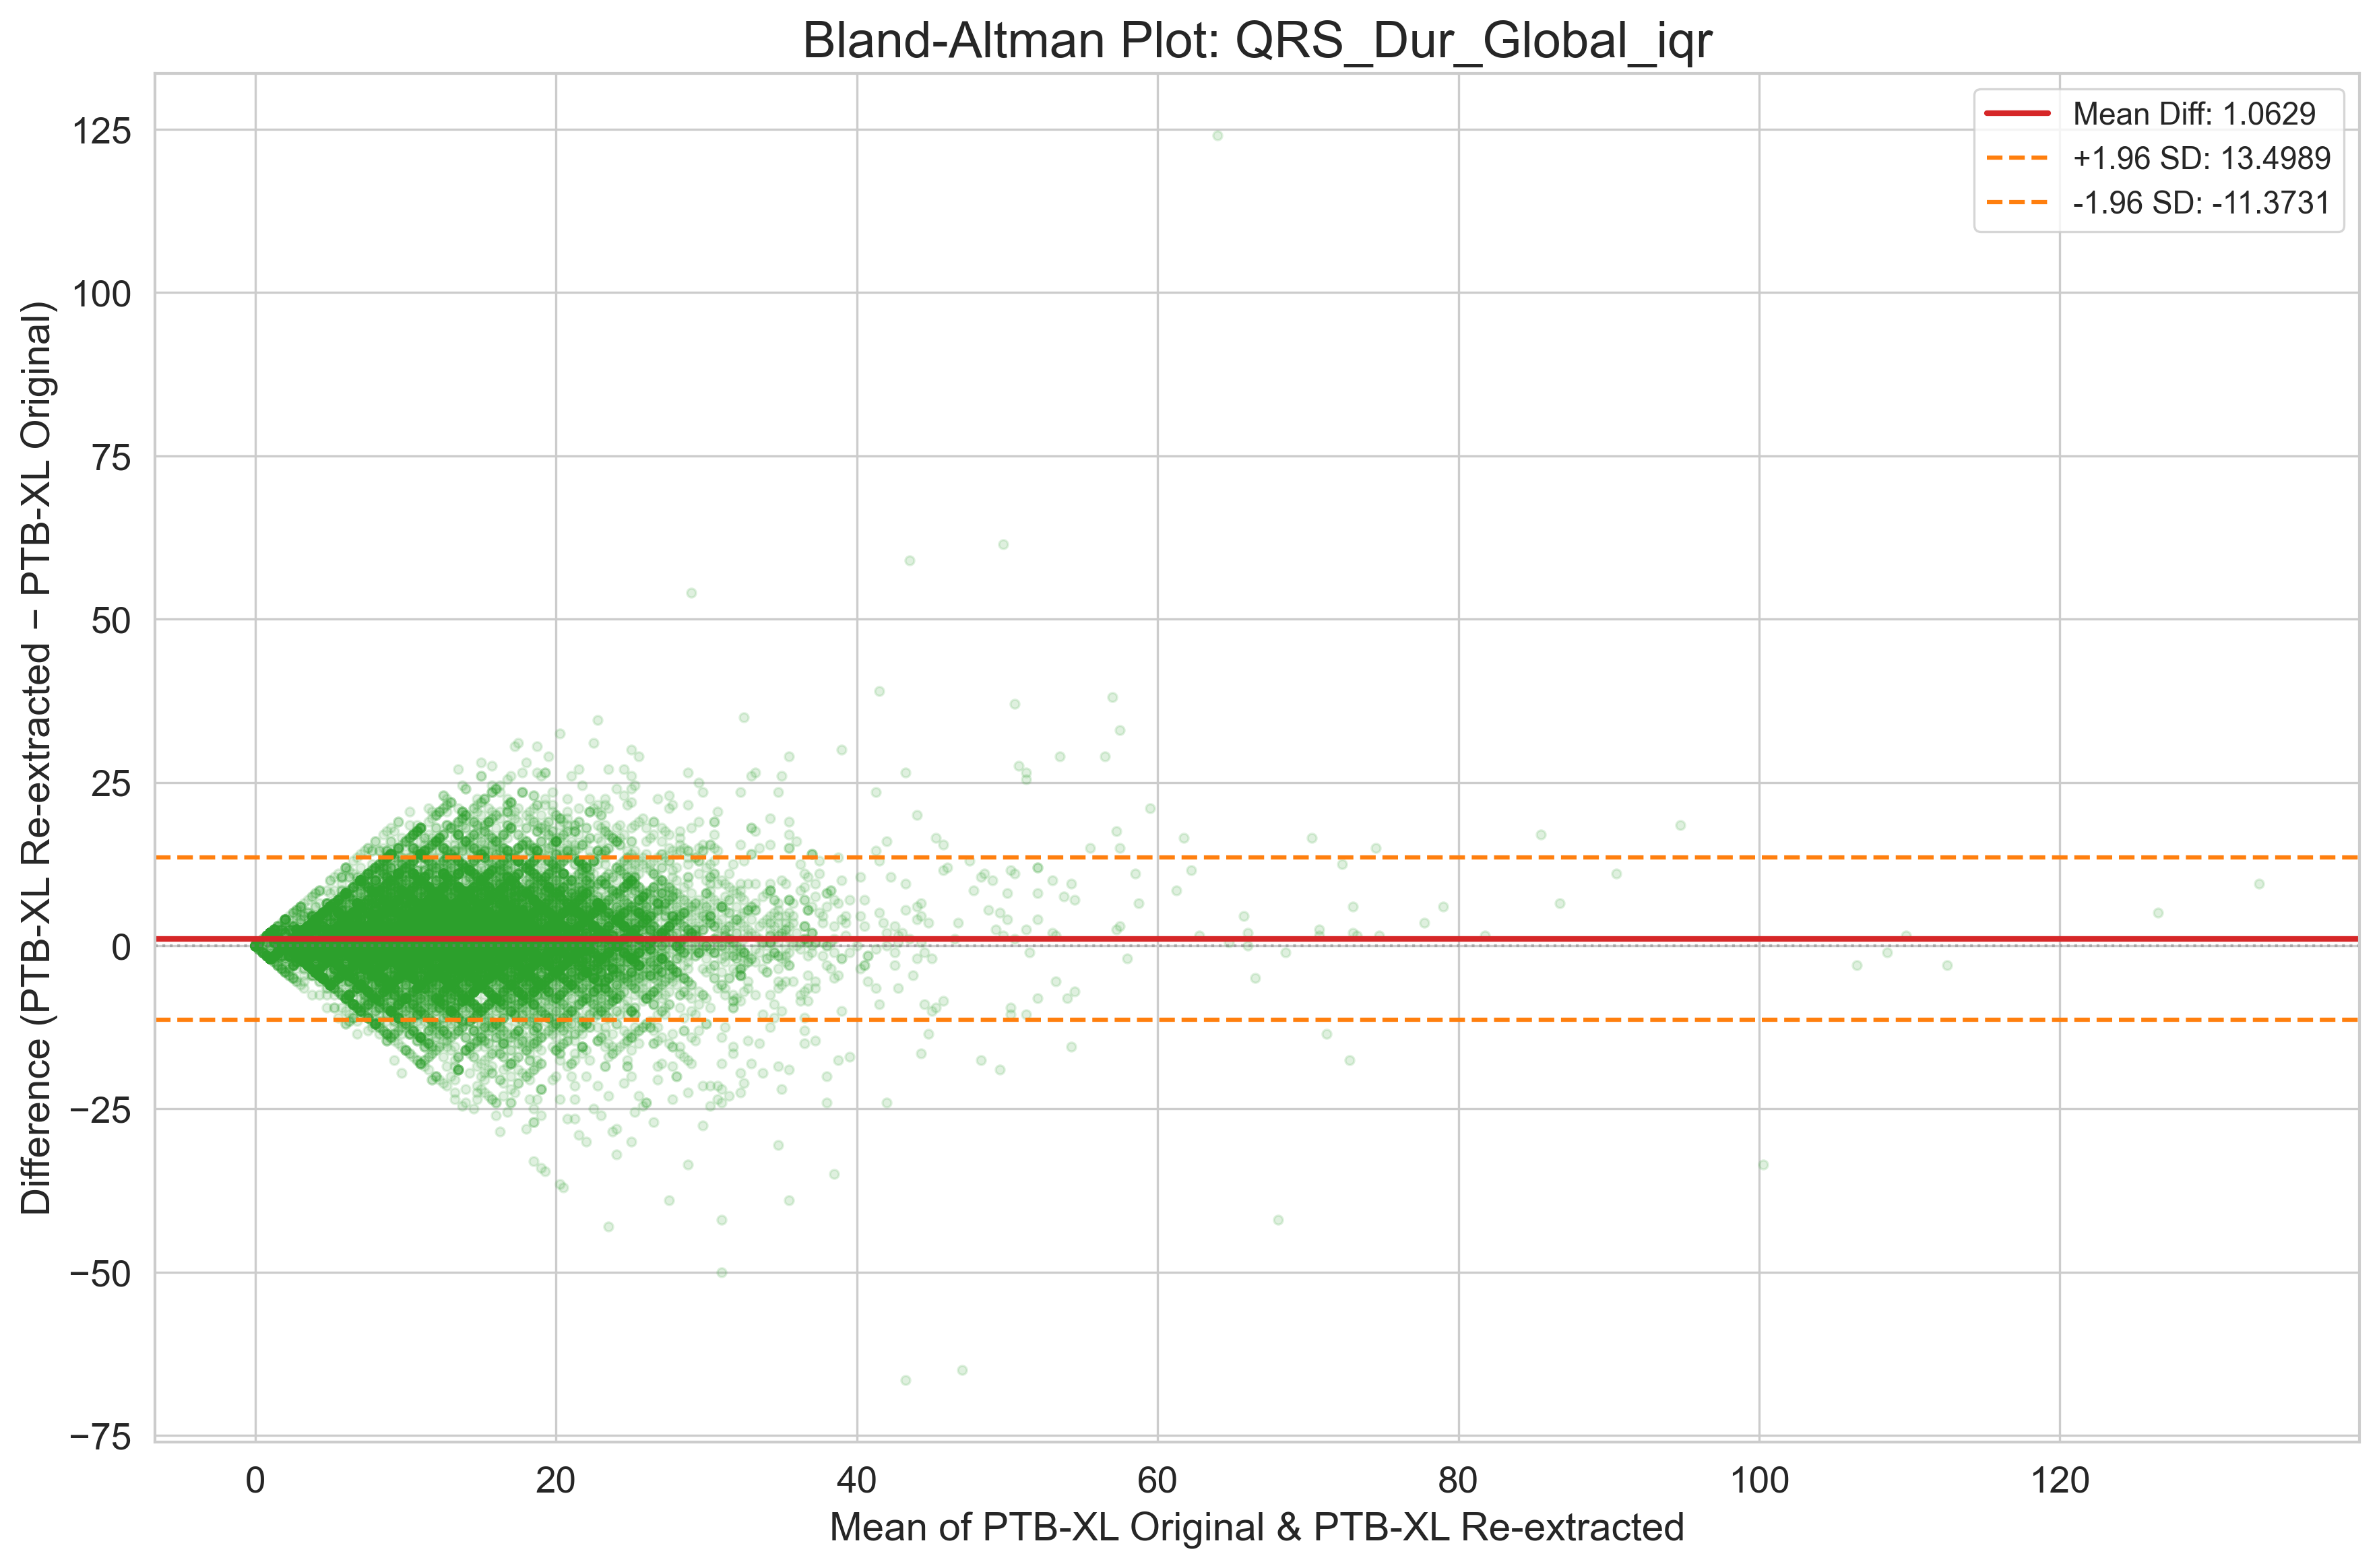 Bland-Altman Plot: QRS_Dur_Global_iqr
Mean Diff: 1.0629
+1.96 SD: 13.4989
-1.96 SD: -11.3731
Difference (PTB-XL Re-extracted − PTB-XL Original)
125
100
75
50
25
0
−25
−50
−75
0 20 40 60 80 100 120
Mean of PTB-XL Original & PTB-XL Re-extracted